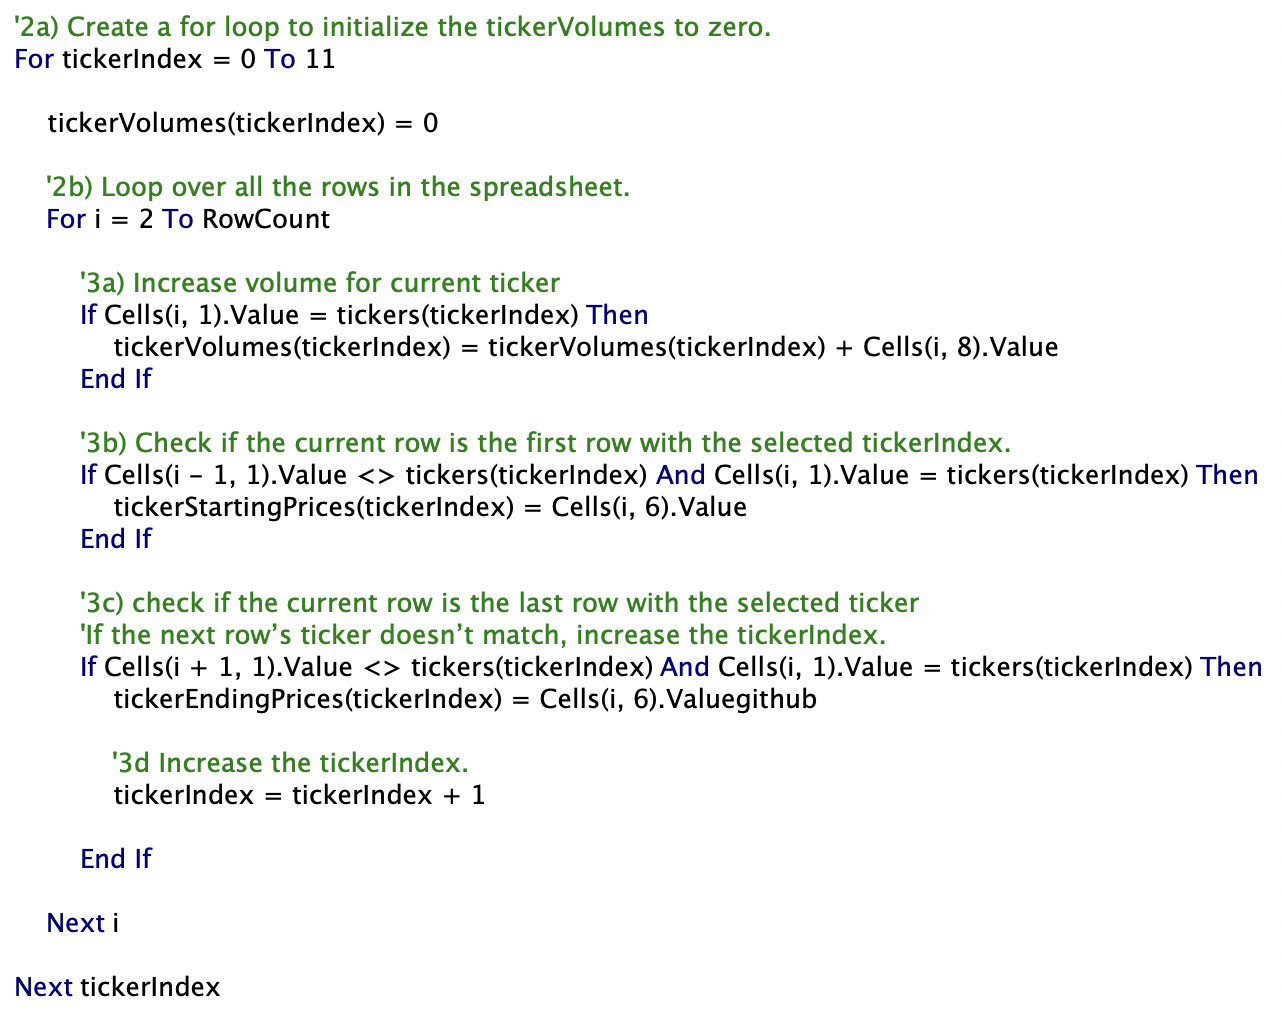 '2a) Create a for loop to initialize the tickerVolumes to zero.
For tickerIndex = 0 To 11
tickerVolumes(tickerIndex) = 0
'2b) Loop over all the rows in the spreadsheet.
For i = 2 To RowCount
'3a) Increase volume for current ticker
If Cells(i, 1).Value = tickers(tickerIndex) Then
tickerVolumes(tickerIndex) = tickerVolumes(tickerIndex) + Cells(i, 8).Value
End If
'3b) Check if the current row is the first row with the selected tickerIndex.
If Cells(i − 1, 1).Value <> tickers(tickerIndex) And Cells(i, 1).Value = tickers(tickerIndex) Then
tickerStartingPrices(tickerIndex) = Cells(i, 6).Value
End If
'3c) check if the current row is the last row with the selected ticker
'If the next row’s ticker doesn’t match, increase the tickerIndex.
If Cells(i + 1, 1).Value <> tickers(tickerIndex) And Cells(i, 1).Value = tickers(tickerIndex) Then
tickerEndingPrices(tickerIndex) = Cells(i, 6).Valuegithub
'3d Increase the tickerIndex.
tickerIndex = tickerIndex + 1
End If
Next i
Next tickerIndex